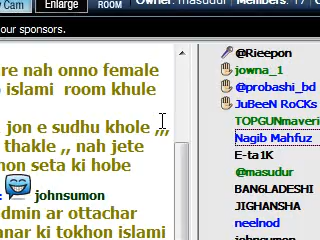 Cam Enlarge ROOM Owner: masudur Members: 17
our sponsors.
re nah onno female
islami room khule
jon e sudhu khole ,,,
thakle ,, nah jete
hon seta ki hobe
: johnsumon
dmin ar ottachar
nar ki tokhon islami
@Rieepon
jowna_1
@probashi_bd
JuBeeN RoCKs
TOPGUNmaveri
Nagib Mahfuz
E-ta1K
@masudur
BAN6LADESHI
JIGHANSHA
neelnod
johnsumon